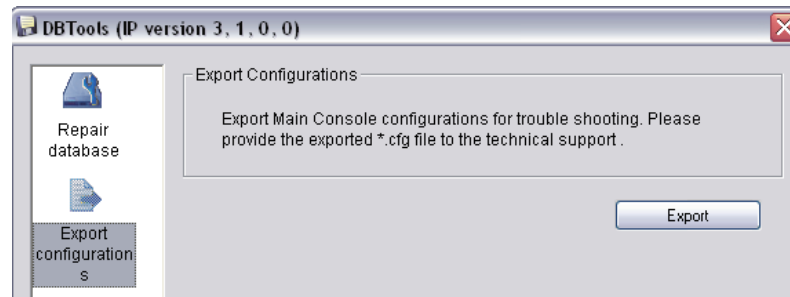 DBTools (IP version 3, 1, 0, 0)
Repair
database
Export
configuration
s
Export Configurations
Export Main Console configurations for trouble shooting. Please
provide the exported *.cfg file to the technical support .
Export